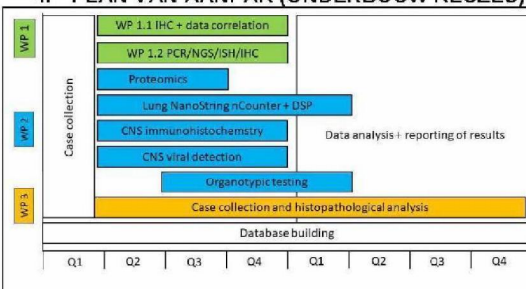 PLAN VAN AANPAK (ONDERBOUW KEUZES)
WP 1
WP 1.1 IHC + data correlation
WP 1.2 PCR/NGS/ISH/IHC
Case collection
WP 2
Proteomics
Lung NanoString nCounter + DSP
CNS immunohistochemstry
Data analysis + reporting of results
CNS viral detection
Organotypic testing
WP 3
Case collection and histopathological analysis
Database building
Q1 Q2 Q3 Q4 Q1 Q2 Q3 Q4